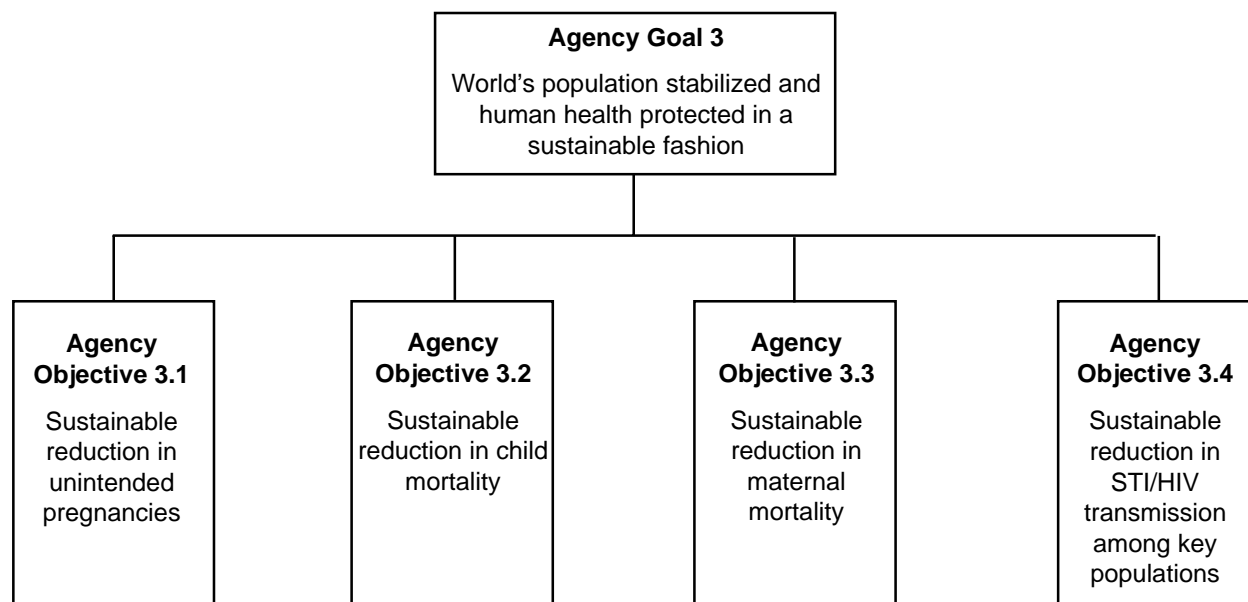 Agency Goal 3
World's population stabilized and
human health protected in a
sustainable fashion
Agency
Objective 3.1
Sustainable
reduction in
unintended
pregnancies
Agency
Objective 3.2
Sustainable
reduction in child
mortality
Agency
Objective 3.3
Sustainable
reduction in
maternal
mortality
Agency
Objective 3.4
Sustainable
reduction in
STI/HIV
transmission
among key
populations